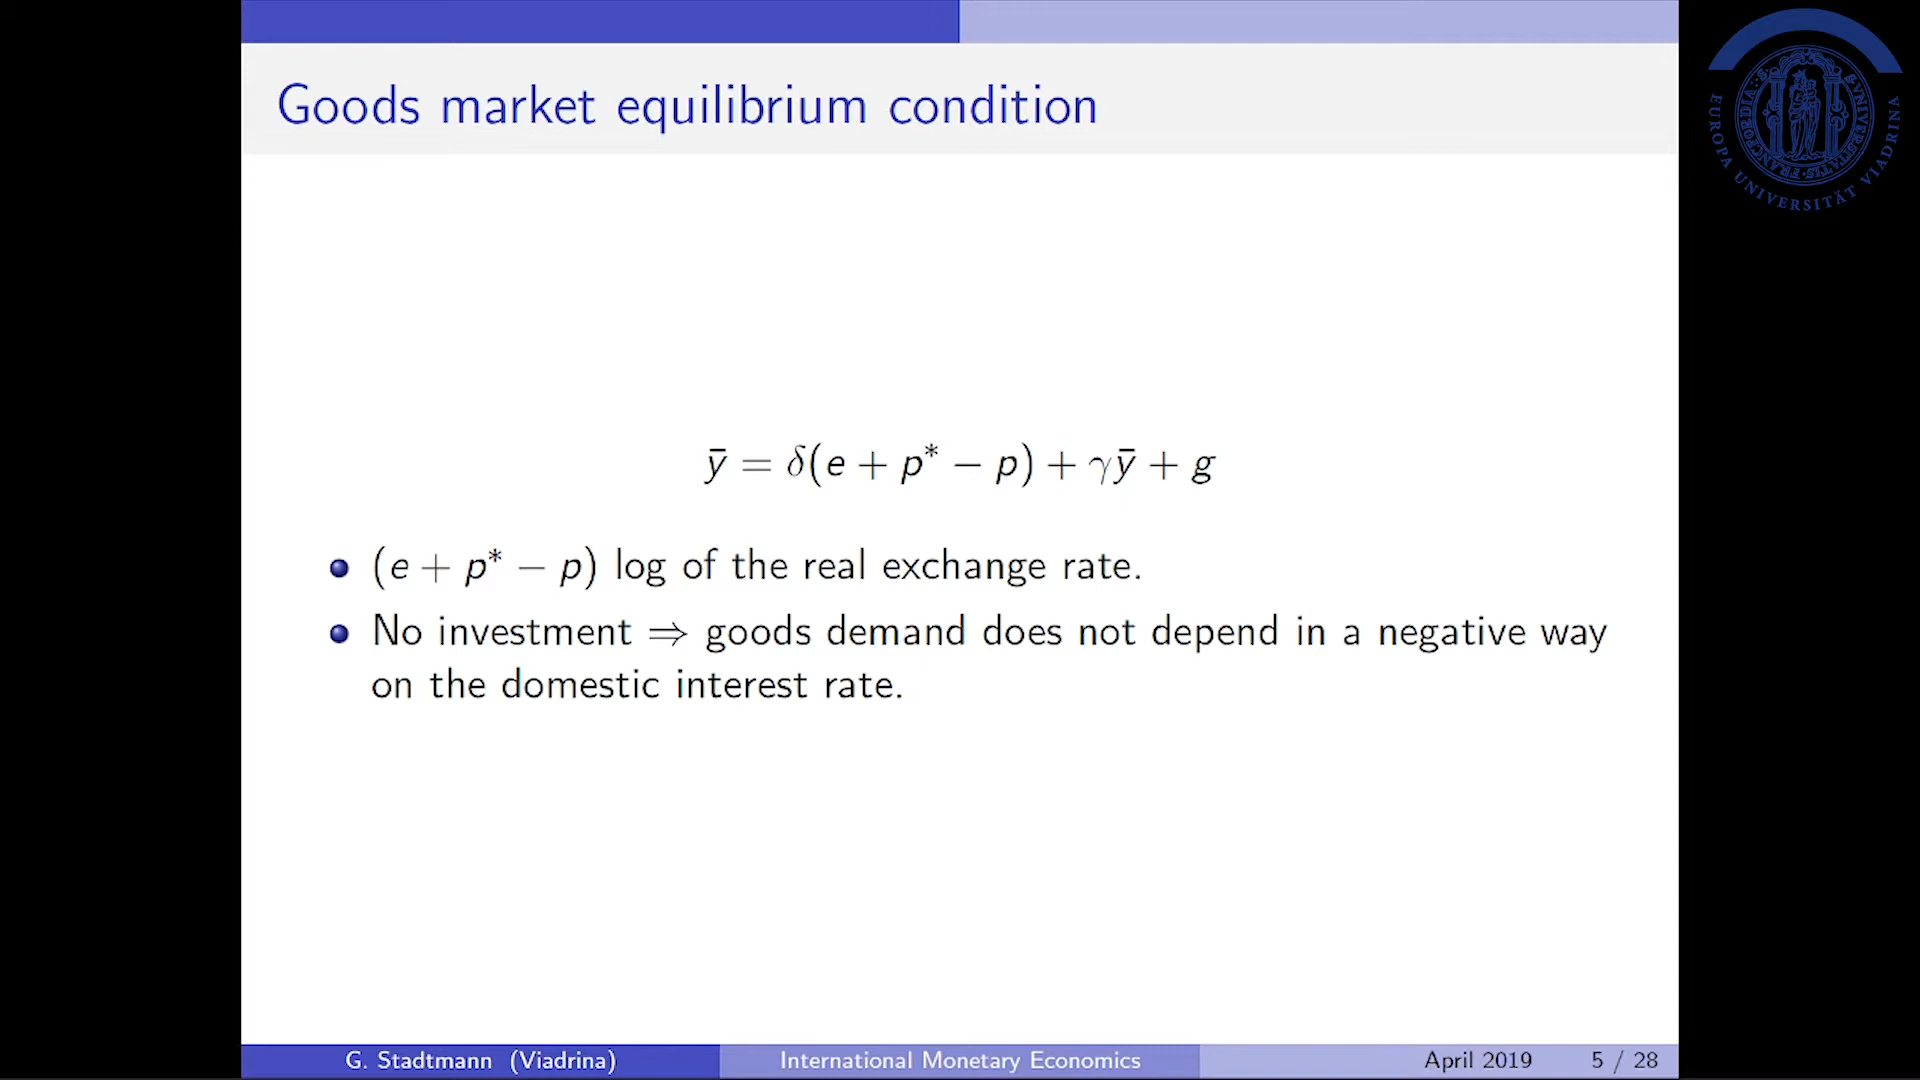 Goods market equilibrium condition
ȳ = δ(e + p* − p) + γȳ + g
(e + p* − p) log of the real exchange rate.
No investment ⇒ goods demand does not depend in a negative way
on the domestic interest rate.
G. Stadtmann (Viadrina) International Monetary Economics April 2019 5 / 28
EUROPA UNIVERSITÄT VIADRINA